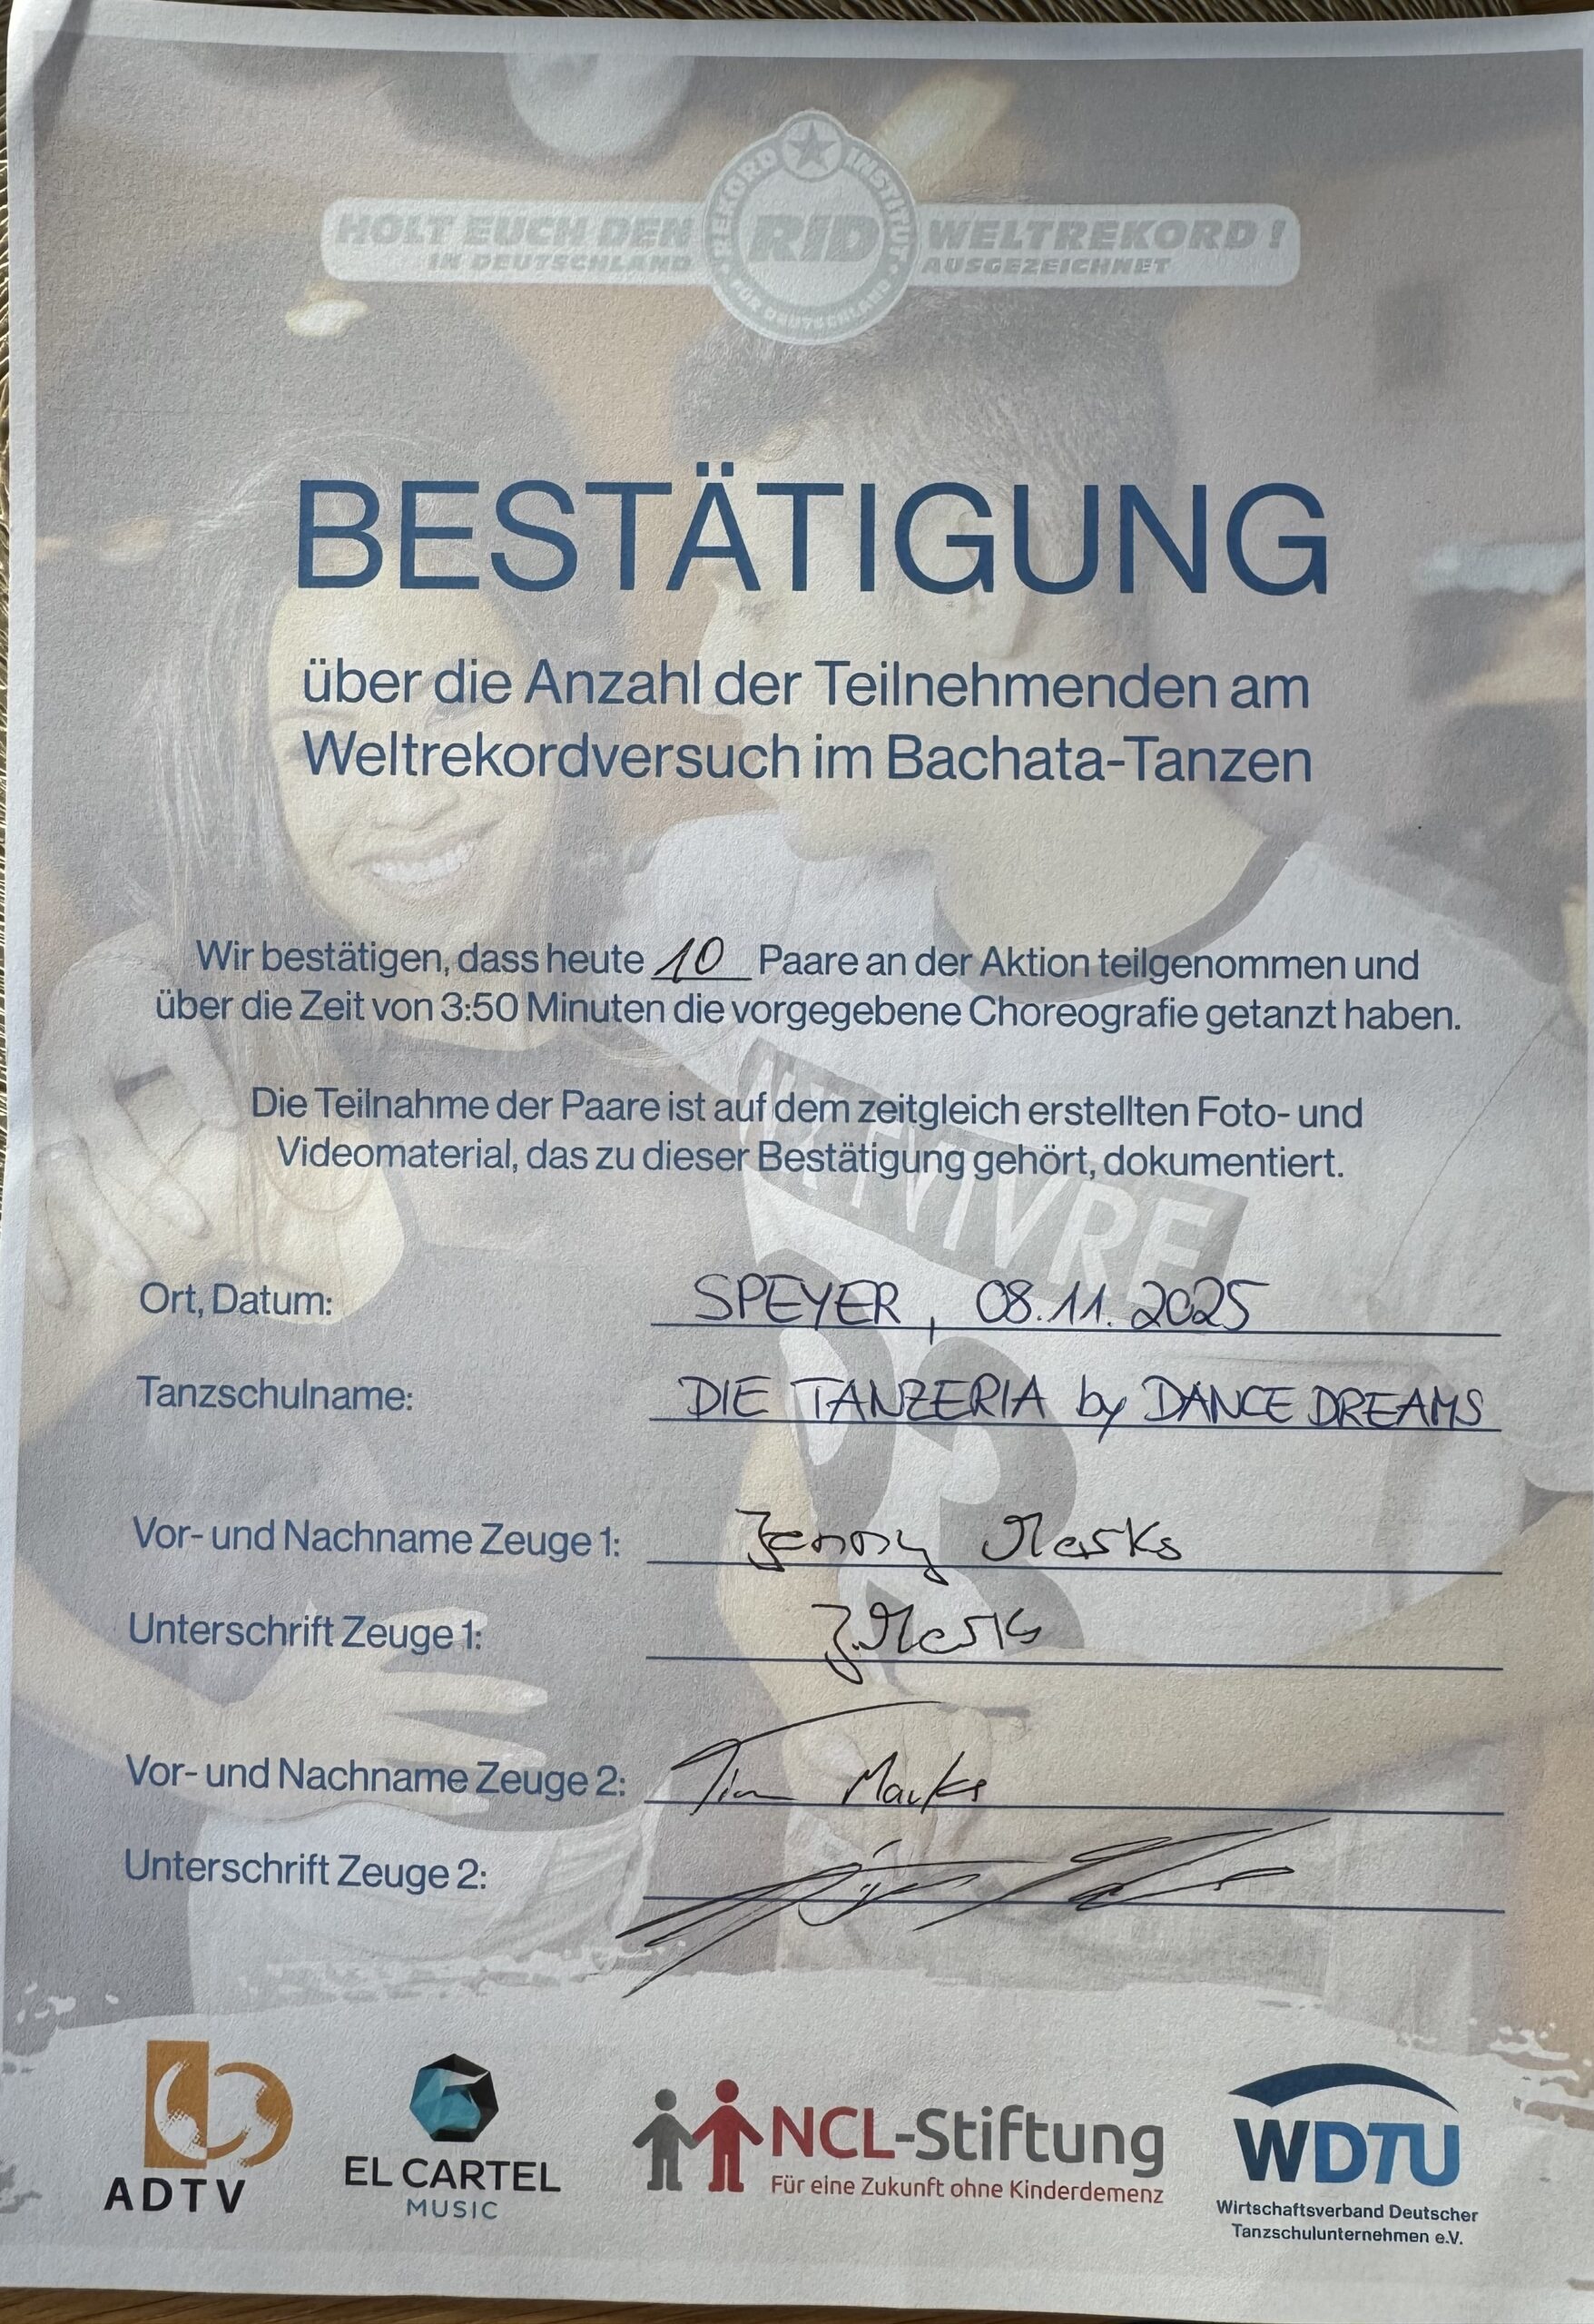 HOLT EUCH DEN WELTREKORD!
IN DEUTSCHLAND AUSGEZEICHNET
REKORD INSTITUT FÜR DEUTSCHLAND
RID
BESTÄTIGUNG
über die Anzahl der Teilnehmenden am
Weltrekordversuch im Bachata-Tanzen
Wir bestätigen, dass heute 10 Paare an der Aktion teilgenommen und
über die Zeit von 3:50 Minuten die vorgegebene Choreografie getanzt haben.
Die Teilnahme der Paare ist auf dem zeitgleich erstellten Foto- und
Videomaterial, das zu dieser Bestätigung gehört, dokumentiert.
Ort, Datum: SPEYER, 08.11.2025
Tanzschulname: DIE TANZERIA by DANCE DREAMS
Vor- und Nachname Zeuge 1: Jenny Marks
Unterschrift Zeuge 1: J. Marks
Vor- und Nachname Zeuge 2: Tim Marks
Unterschrift Zeuge 2:
ADTV
EL CARTEL
MUSIC
NCL-Stiftung
Für eine Zukunft ohne Kinderdemenz
WDTU
Wirtschaftsverband Deutscher
Tanzschulunternehmen e.V.